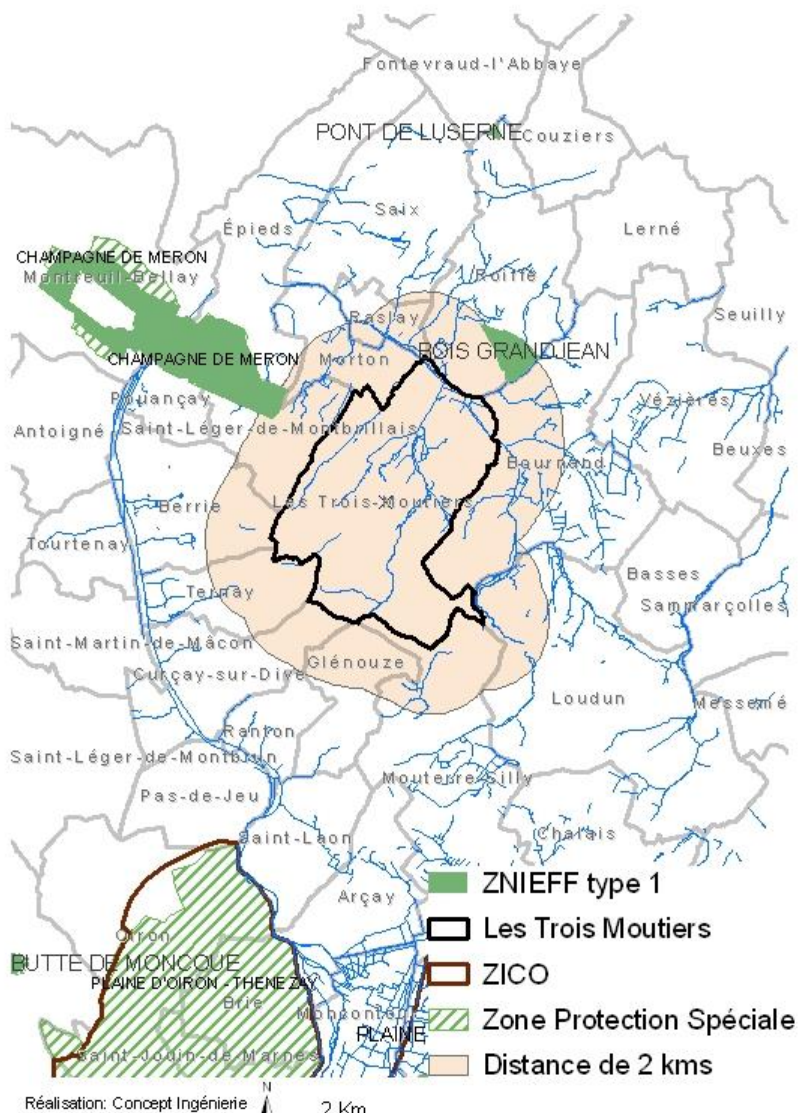 Fontevraud-l'Abbaye
PONT DE LUSERNE
Couziers
Saix
Épieds
Lerné
CHAMPAGNE DE MERON
Montreuil-Bellay
Roiffé
Seuilly
Raslay
CHAMPAGNE DE MERON
Morton
BOIS GRANDJEAN
Pouançay
Vézières
Antoigné
Saint-Léger-de-Montbrillais
Beuxes
Bournand
Berrie
Les Trois-Moutiers
Tourtenay
Basses
Ternay
Sammarçolles
Saint-Martin-de-Mâcon
Glénouze
Curçay-sur-Dive
Loudun
Messemé
Ranton
Saint-Léger-de-Montbrun
Mouterre-Silly
Pas-de-Jeu
Saint-Laon
Chalais
ZNIEFF type 1
Arçay
Les Trois Moutiers
Oiron
BUTTE DE MONCOUE
ZICO
PLAINE D'OIRON - THENEZAY
Brie
Moncontour
Zone Protection Spéciale
PLAINE
Saint-Jouin-de-Marnes
Distance de 2 kms
Réalisation: Concept Ingénierie
N
2 Km